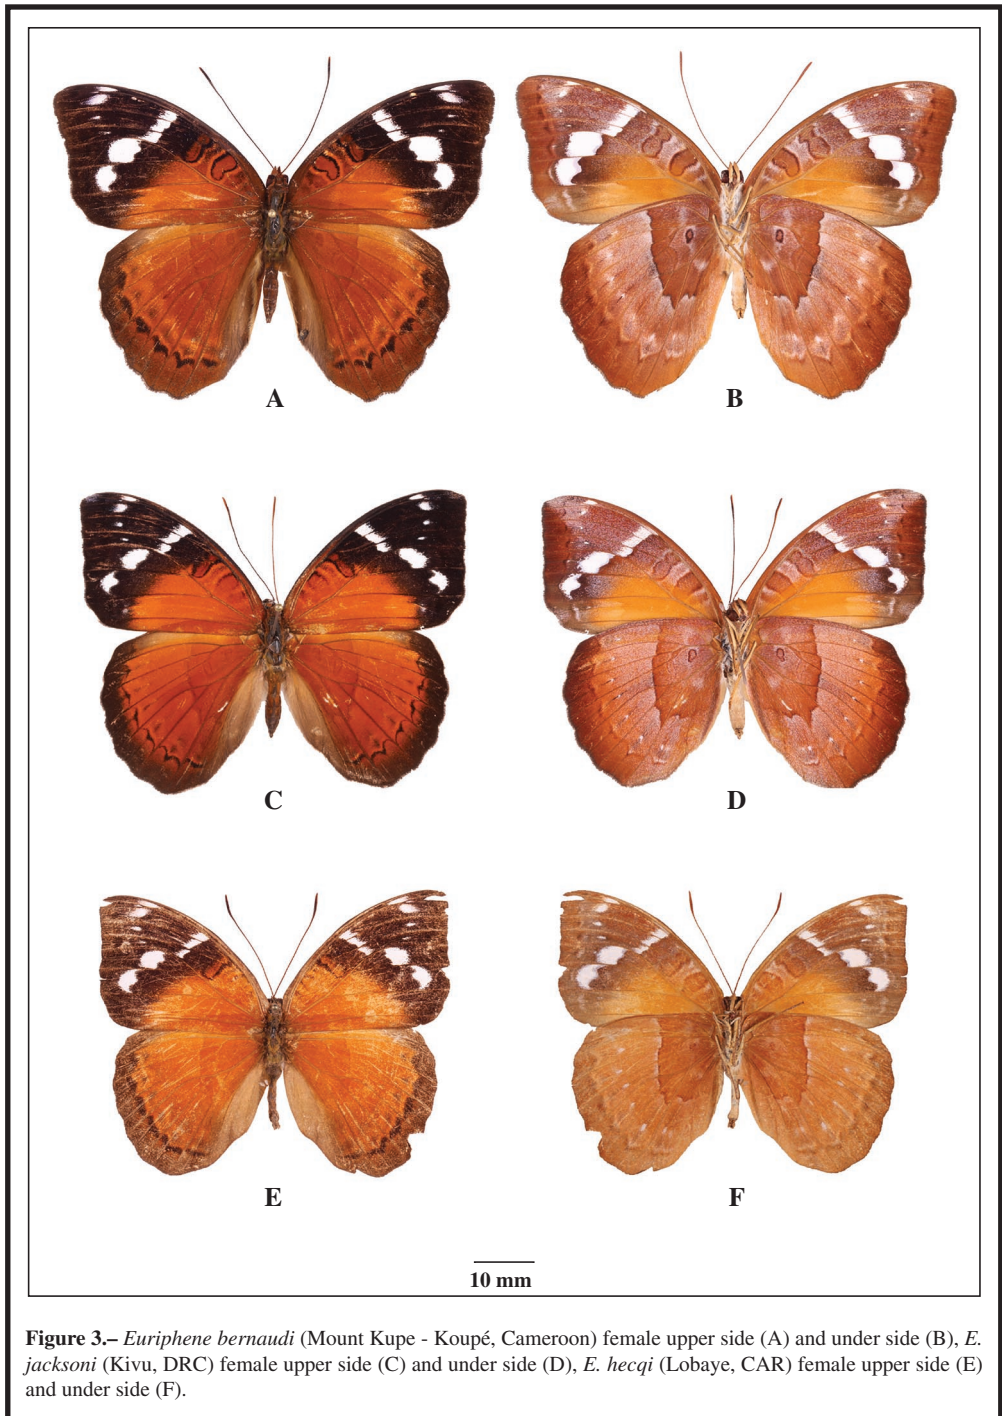 A
B
C
D
E
F
10 mm
Figure 3.– Euriphene bernaudi (Mount Kupe - Koupé, Cameroon) female upper side (A) and under side (B), E.
jacksoni (Kivu, DRC) female upper side (C) and under side (D), E. hecqi (Lobaye, CAR) female upper side (E)
and under side (F).